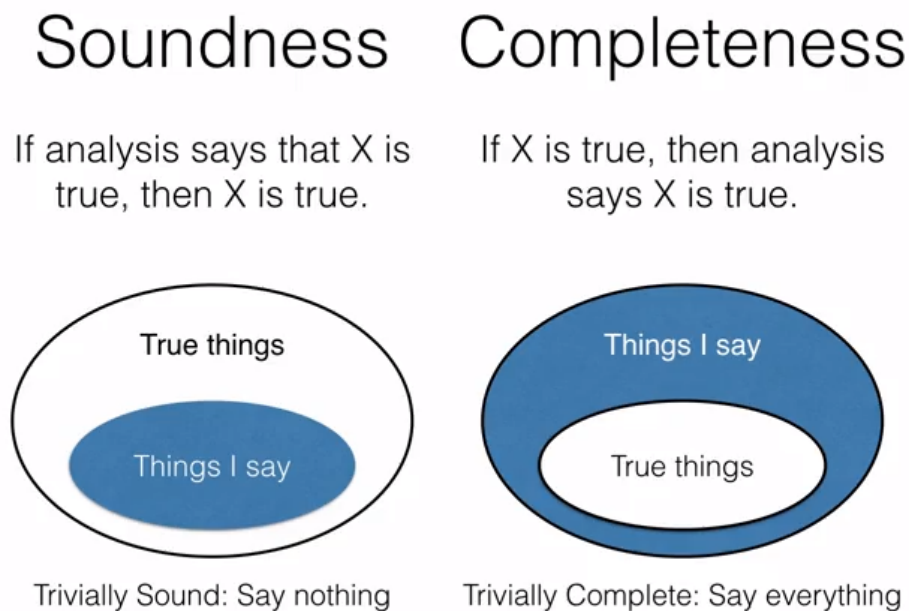 Soundness
If analysis says that X is
true, then X is true.
True things
Things I say
Trivially Sound: Say nothing
Completeness
If X is true, then analysis
says X is true.
Things I say
True things
Trivially Complete: Say everything